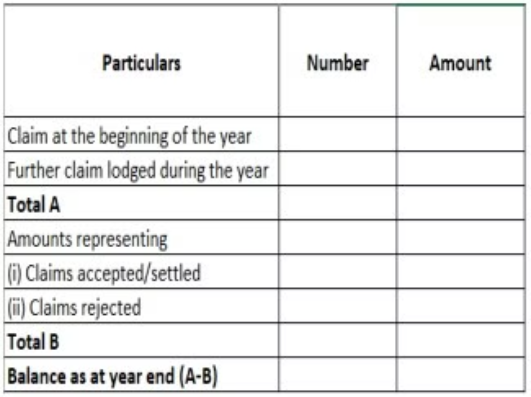 Particulars Number Amount
Claim at the beginning of the year
Further claim lodged during the year
Total A
Amounts representing
(i) Claims accepted/settled
(ii) Claims rejected
Total B
Balance as at year end (A-B)